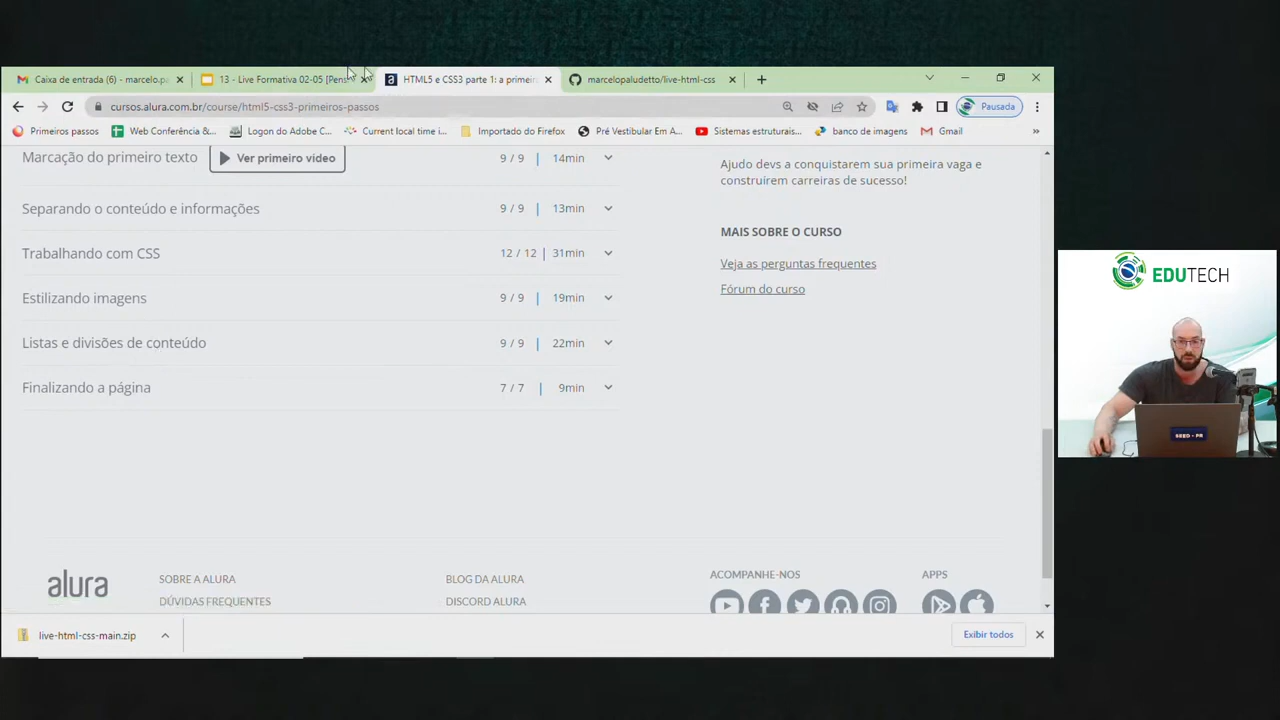 Caixa de entrada (6) - marcelo.pa
13 - Live Formativa 02-05 [Pens
HTML5 e CSS3 parte 1: a primeir
marcelopaludetto/live-html-css
cursos.alura.com.br/course/html5-css3-primeiros-passos
Pausada
Primeiros passos
Web Conferência &...
Logon do Adobe C...
Current local time i...
Importado do Firefox
Pré Vestibular Em A...
Sistemas estruturais...
banco de imagens
Gmail
»
Marcação do primeiro texto
Ver primeiro vídeo
9 / 9 | 14min
Separando o conteúdo e informações
9 / 9 | 13min
Trabalhando com CSS
12 / 12 | 31min
Estilizando imagens
9 / 9 | 19min
Listas e divisões de conteúdo
9 / 9 | 22min
Finalizando a página
7 / 7 | 9min
Ajudo devs a conquistarem sua primeira vaga e
construírem carreiras de sucesso!
MAIS SOBRE O CURSO
Veja as perguntas frequentes
Fórum do curso
alura
SOBRE A ALURA
DÚVIDAS FREQUENTES
BLOG DA ALURA
DISCORD ALURA
ACOMPANHE-NOS
APPS
live-html-css-main.zip
Exibir todos
EDUTECH
SEED - PR